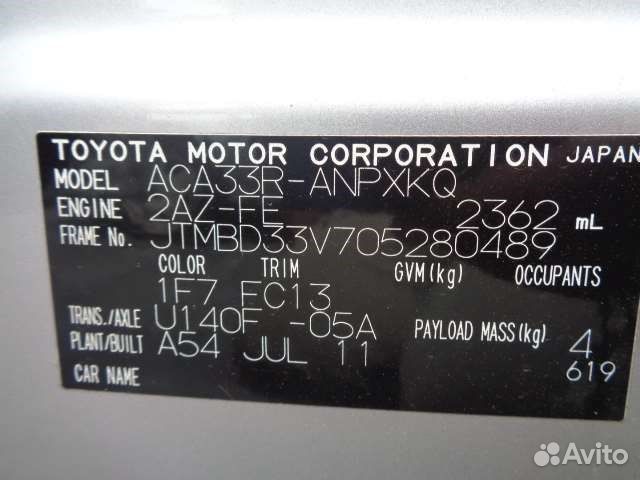 TOYOTA MOTOR CORPORATION JAPAN
MODEL ACA33R-ANPXKQ
ENGINE 2AZ-FE 2362 mL
FRAME No. JTMBD33V705280489
COLOR TRIM GVM(kg) OCCUPANTS
1F7 FC13
TRANS./AXLE U140F -05A PAYLOAD MASS(kg)
PLANT/BUILT A54 JUL 11 4
CAR NAME 619
Avito